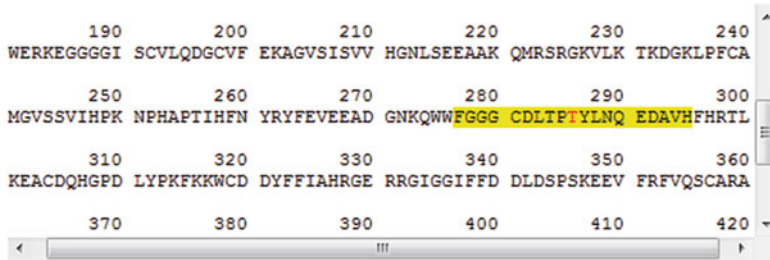 190 200 210 220 230 240
WERKEGGGGI SCVLQDGCVF EKAGVSISVV HGNLSEEAAK QMRSRGKVLK TKDGKLPFCA
250 260 270 280 290 300
MGVSSVIHPK NPHAPTIHFN YRYFEVEEAD GNKQWWFGGG CDLTPTYLNQ EDAVHFHRTL
310 320 330 340 350 360
KEACDQHGPD LYPKFKKWCD DYFFIAHRGE RRGIGGIFFD DLDSPSKEEV FRFVQSCARA
370 380 390 400 410 420